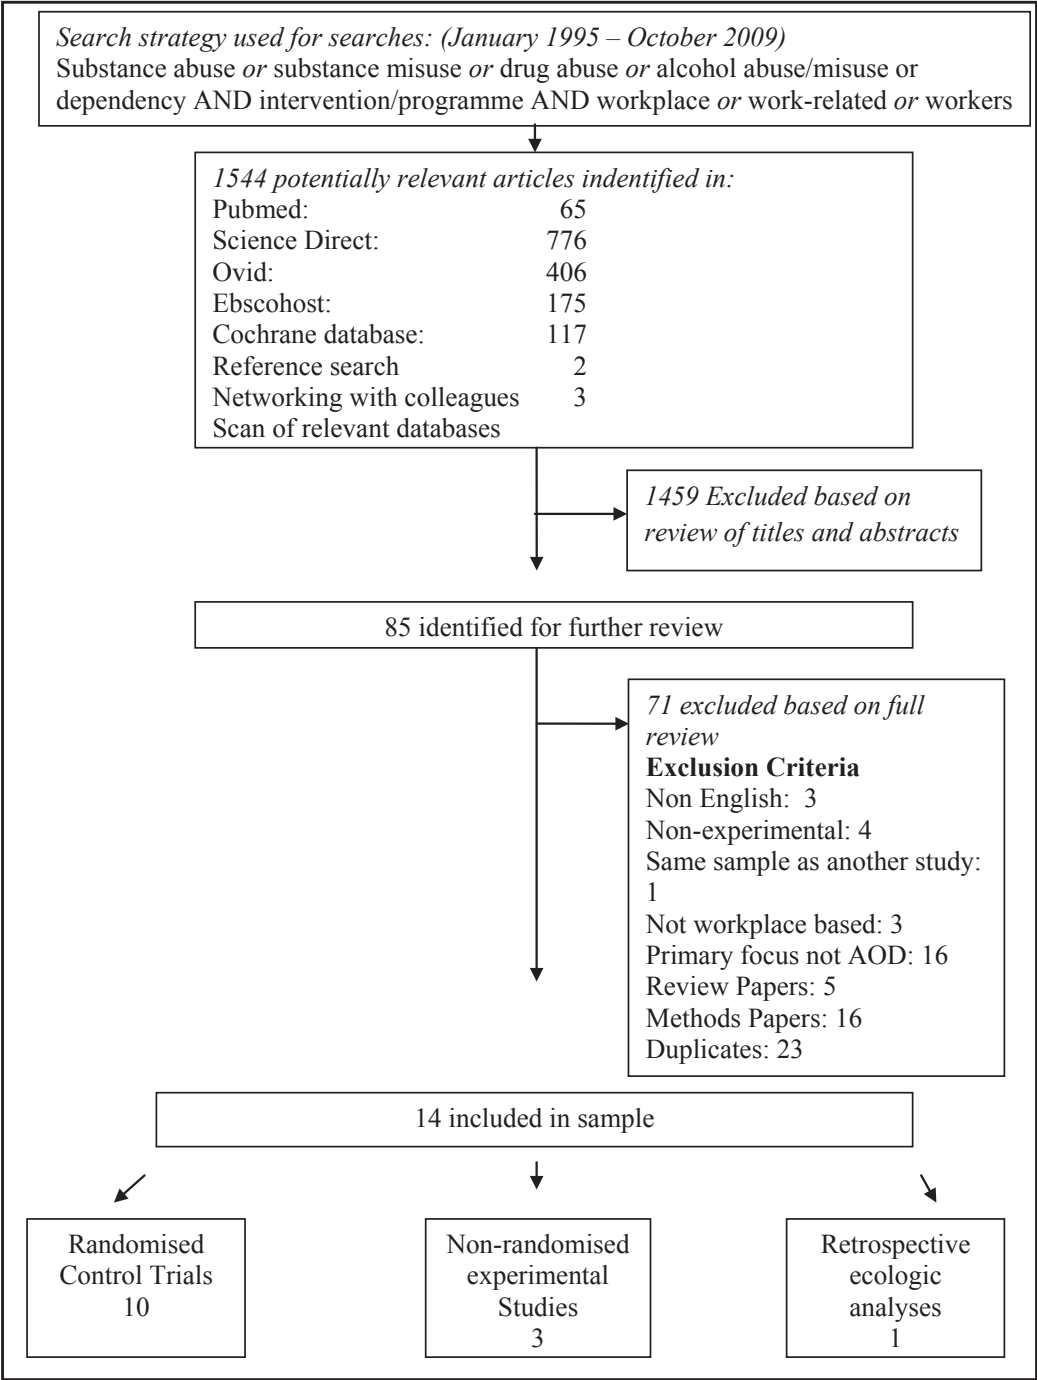 Search strategy used for searches: (January 1995 – October 2009)
Substance abuse or substance misuse or drug abuse or alcohol abuse/misuse or
dependency AND intervention/programme AND workplace or work-related or workers
1544 potentially relevant articles indentified in:
Pubmed: 65
Science Direct: 776
Ovid: 406
Ebscohost: 175
Cochrane database: 117
Reference search 2
Networking with colleagues 3
Scan of relevant databases
1459 Excluded based on
review of titles and abstracts
85 identified for further review
71 excluded based on full
review
Exclusion Criteria
Non English: 3
Non-experimental: 4
Same sample as another study:
1
Not workplace based: 3
Primary focus not AOD: 16
Review Papers: 5
Methods Papers: 16
Duplicates: 23
14 included in sample
Randomised
Control Trials
10
Non-randomised
experimental
Studies
3
Retrospective
ecologic
analyses
1